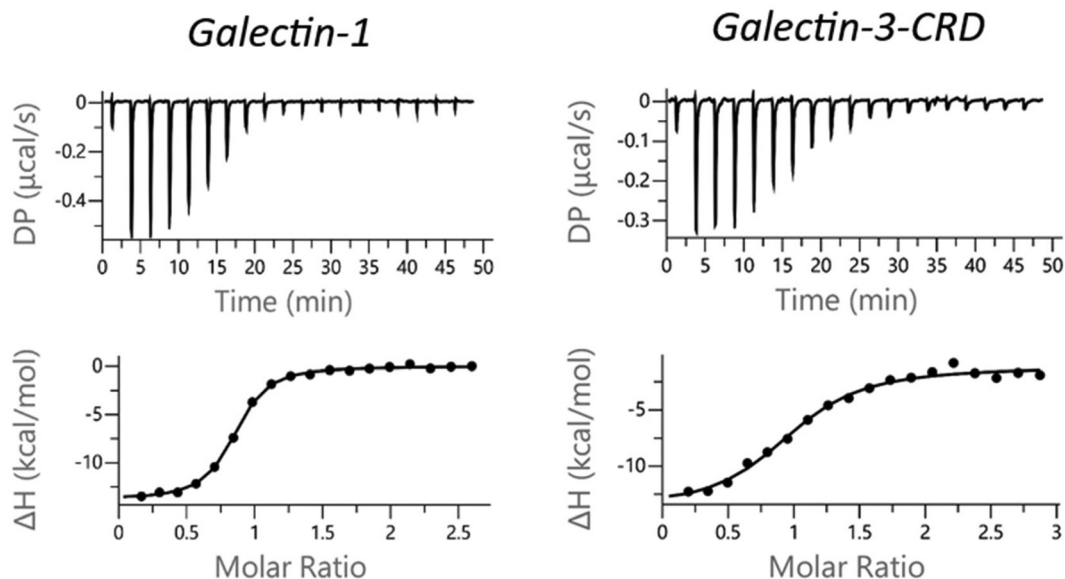 Galectin-1
Galectin-3-CRD
DP (μcal/s)
0
-0.2
-0.4
0 5 10 15 20 25 30 35 40 45 50
Time (min)
DP (μcal/s)
0
-0.1
-0.2
-0.3
0 5 10 15 20 25 30 35 40 45 50
Time (min)
ΔH (kcal/mol)
0
-5
-10
0 0.5 1 1.5 2 2.5
Molar Ratio
ΔH (kcal/mol)
-5
-10
0 0.5 1 1.5 2 2.5 3
Molar Ratio